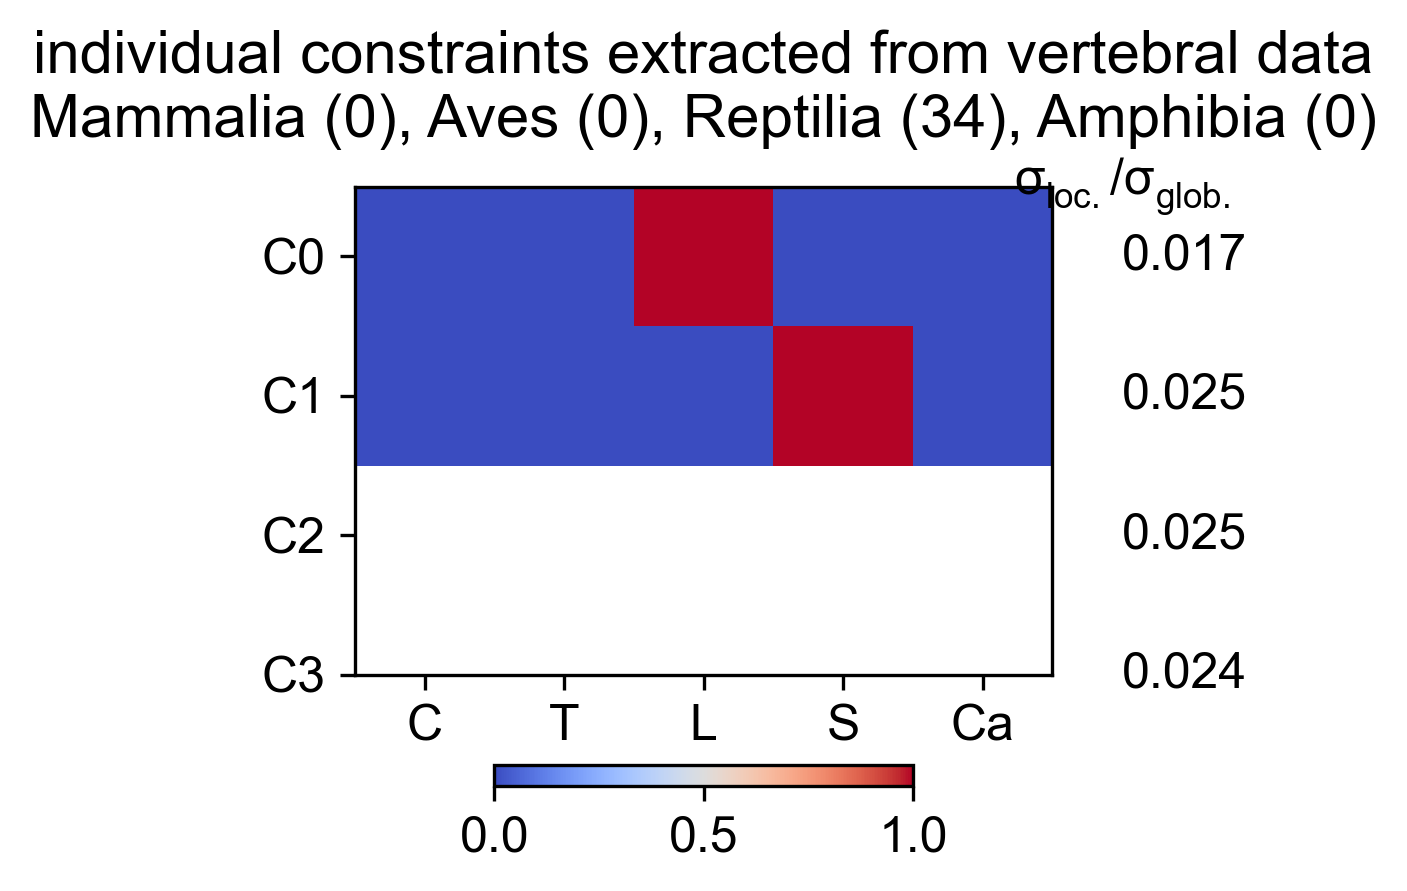 individual constraints extracted from vertebral data
Mammalia (0), Aves (0), Reptilia (34), Amphibia (0)
σloc. /σglob.
C0 0.017
C1 0.025
C2 0.025
C3 0.024
C T L S Ca
0.0 0.5 1.0